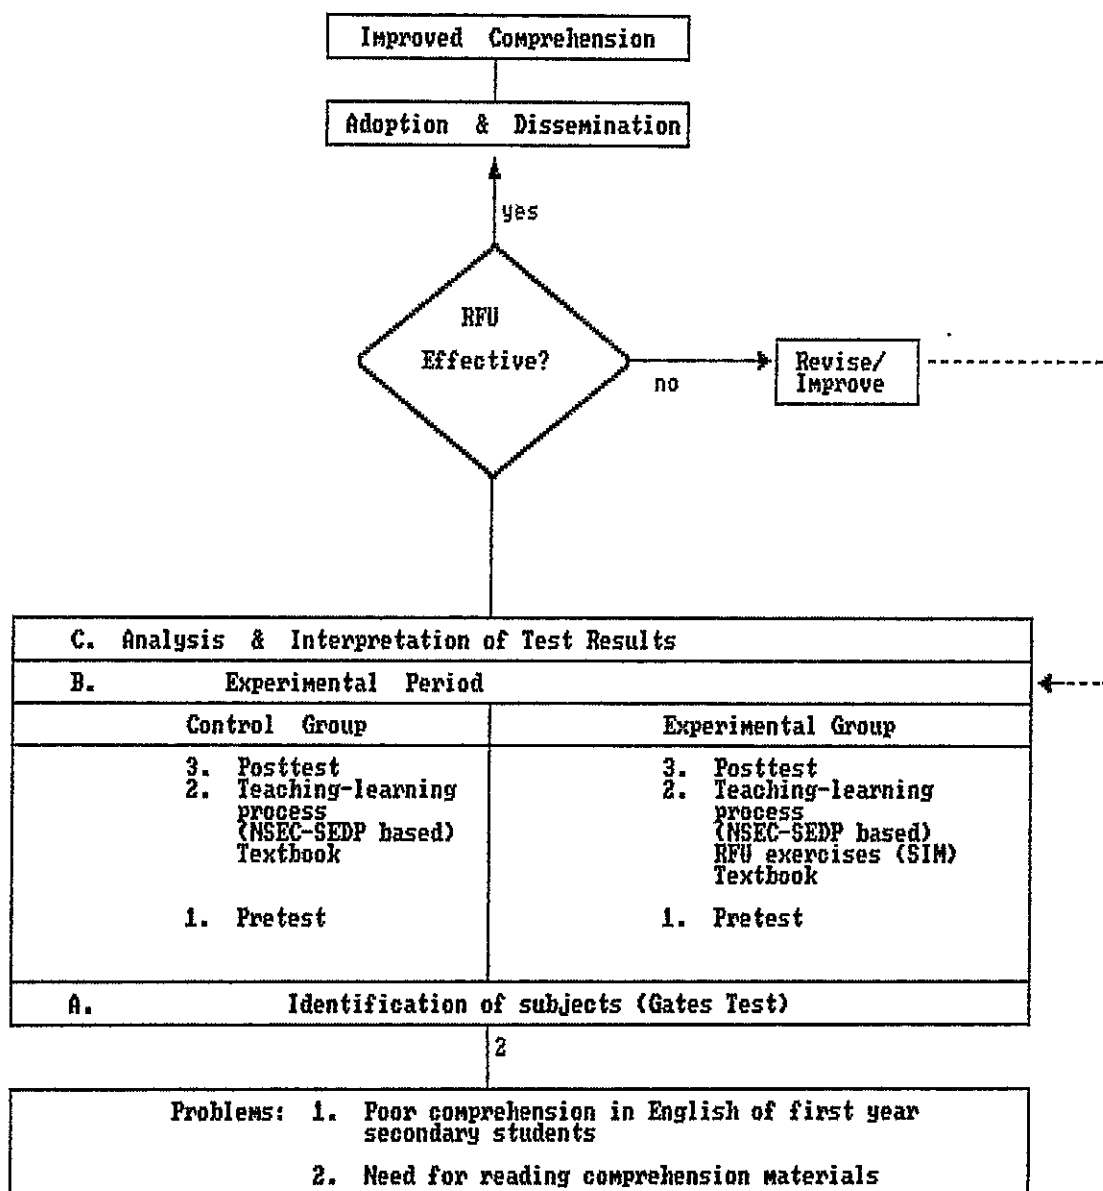 Improved Comprehension
Adoption & Dissemination
yes
RFU
Effective?
no
Revise/
Improve
C. Analysis & Interpretation of Test Results
B. Experimental Period
Control Group
3. Posttest
2. Teaching-learning
process
(NSEC-SEDP based)
Textbook
1. Pretest
Experimental Group
3. Posttest
2. Teaching-learning
process
(NSEC-SEDP based)
RFU exercises (SIM)
Textbook
1. Pretest
A. Identification of subjects (Gates Test)
2
Problems: 1. Poor comprehension in English of first year
secondary students
2. Need for reading comprehension materials